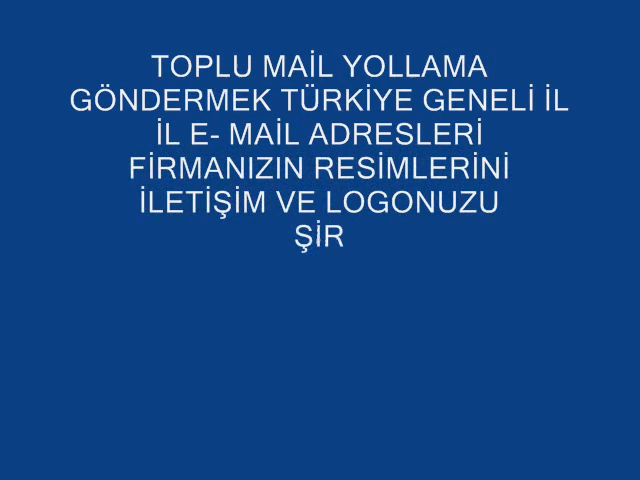 TOPLU MAİL YOLLAMA
GÖNDERMEK TÜRKİYE GENELİ İL
İL E- MAİL ADRESLERİ
FİRMANIZIN RESİMLERİNİ
İLETİŞİM VE LOGONUZU
ŞİR